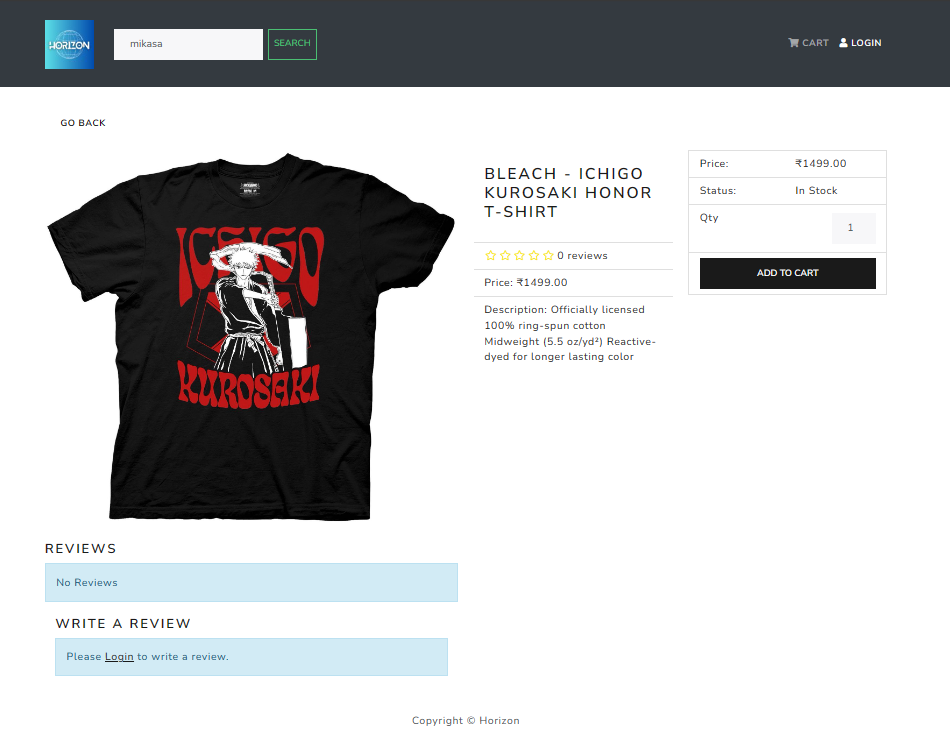 HORIZON
mikasa
SEARCH
CART
LOGIN
GO BACK
ICHIGO
KUROSAKI
BLEACH - ICHIGO
KUROSAKI HONOR
T-SHIRT
0 reviews
Price: ₹1499.00
Description: Officially licensed
100% ring-spun cotton
Midweight (5.5 oz/yd²) Reactive-
dyed for longer lasting color
Price: ₹1499.00
Status: In Stock
Qty 1
ADD TO CART
REVIEWS
No Reviews
WRITE A REVIEW
Please Login to write a review.
Copyright © Horizon